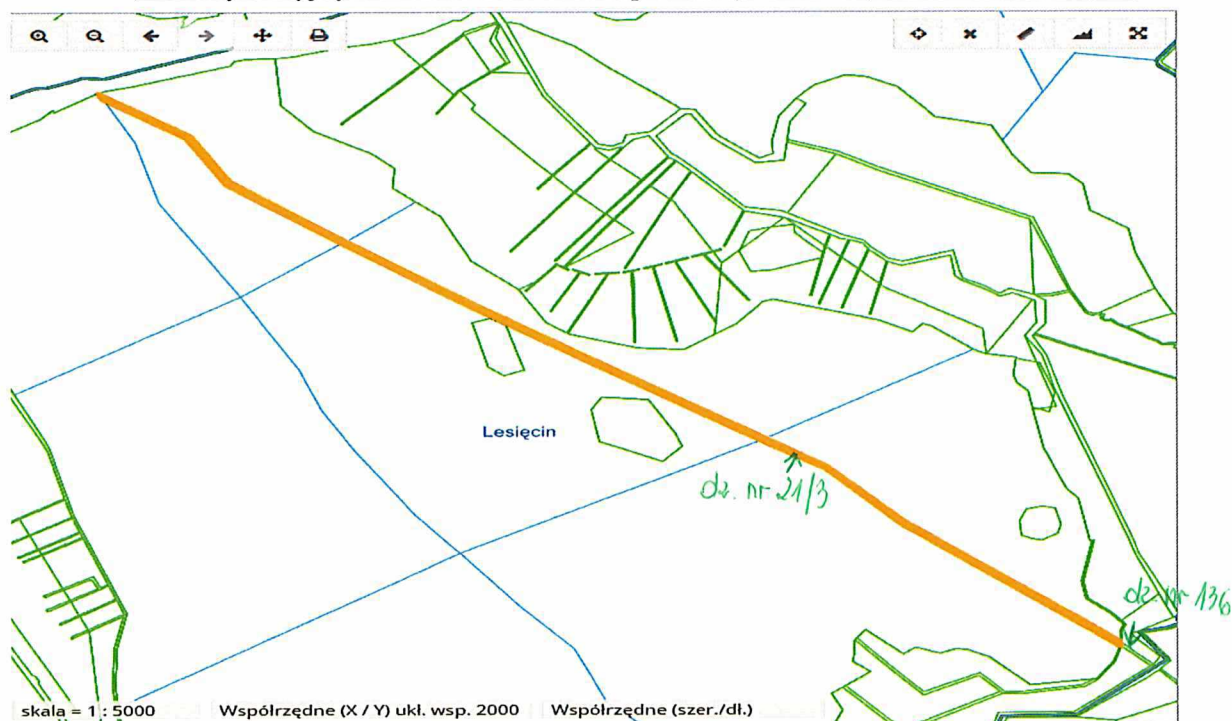 Lesięcin
dz. nr 21/3
dz. nr 136
skala = 1 : 5000 Współrzędne (X / Y) ukł. wsp. 2000 Współrzędne (szer./dł.)